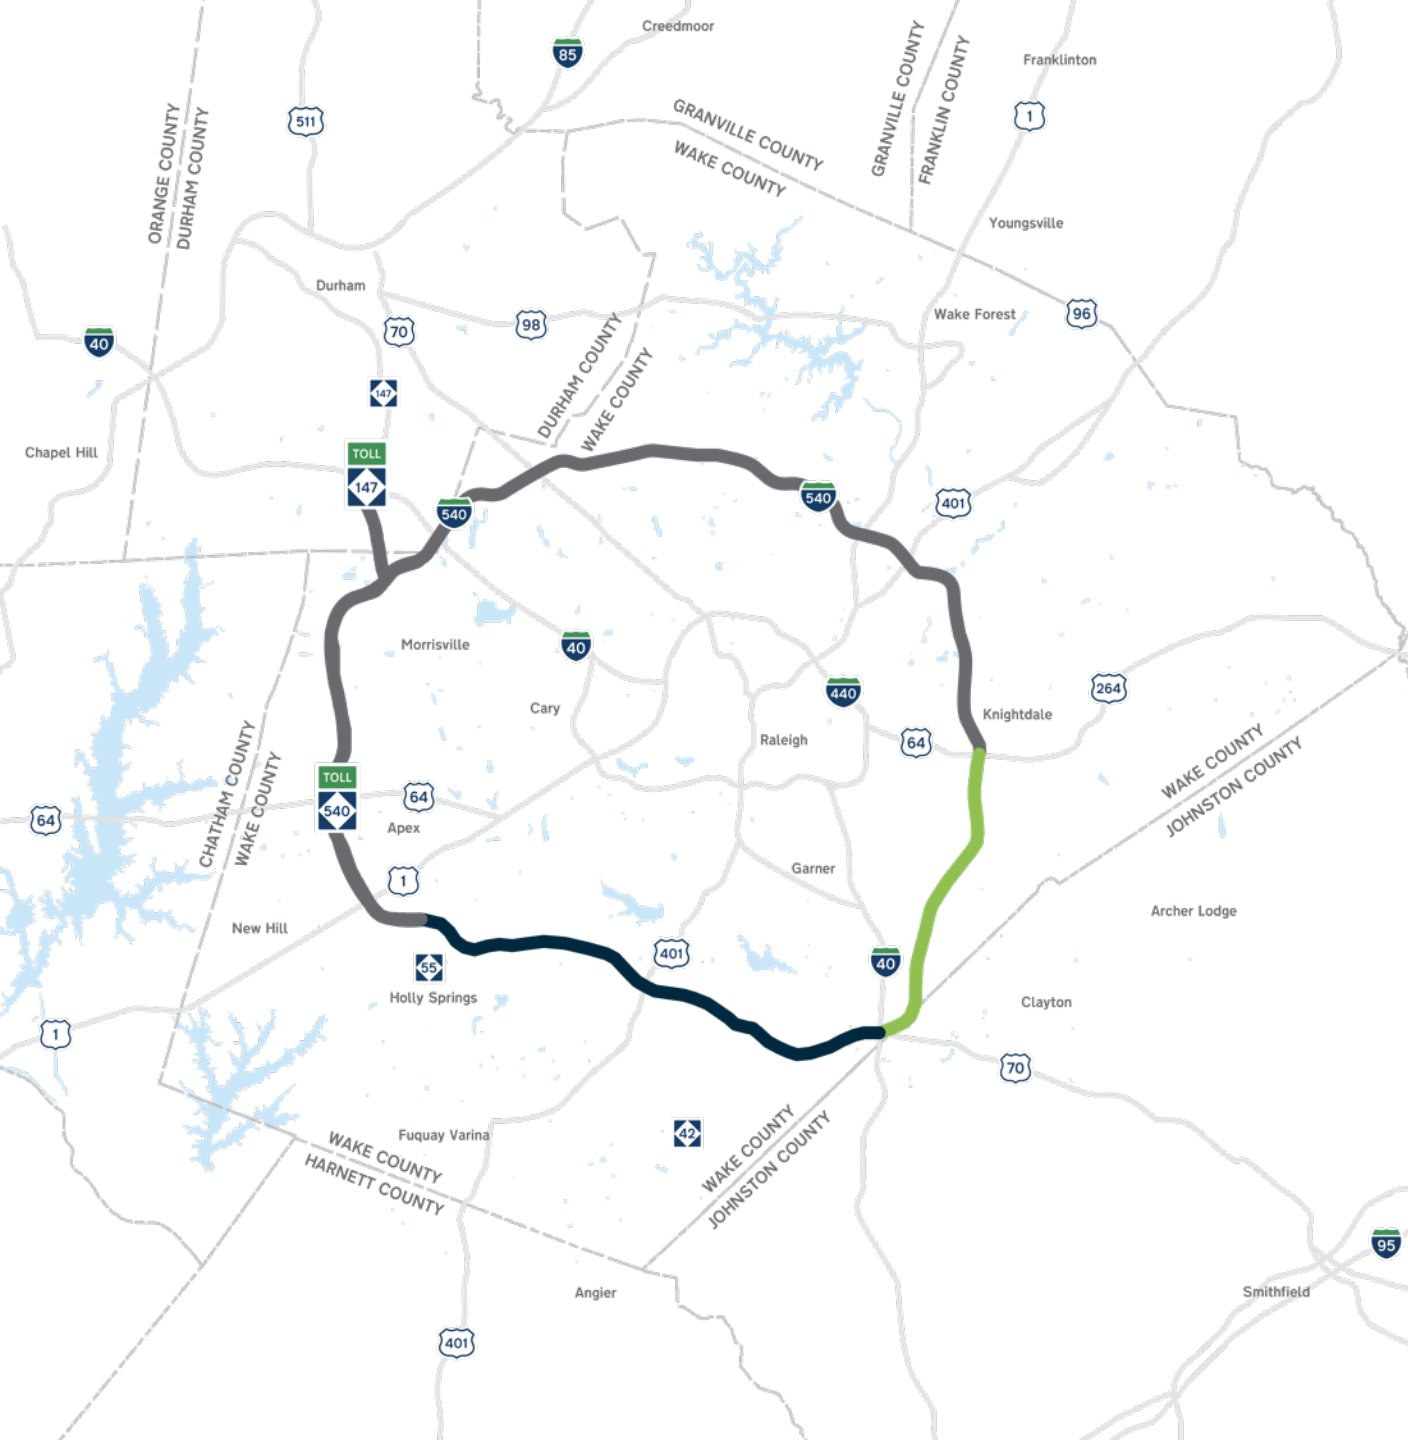 Creedmoor
85
Franklinton
1
511
ORANGE COUNTY
DURHAM COUNTY
GRANVILLE COUNTY
WAKE COUNTY
GRANVILLE COUNTY
FRANKLIN COUNTY
Youngsville
Durham
40
70
98
Wake Forest
96
147
DURHAM COUNTY
WAKE COUNTY
Chapel Hill
TOLL
147
540
540
401
Morrisville
40
Cary
440
264
Knightdale
64
Raleigh
WAKE COUNTY
JOHNSTON COUNTY
CHATHAM COUNTY
WAKE COUNTY
TOLL
540
64
64
Apex
1
Garner
New Hill
Archer Lodge
55
Holly Springs
401
40
Clayton
1
70
Fuquay Varina
42
WAKE COUNTY
HARNETT COUNTY
WAKE COUNTY
JOHNSTON COUNTY
95
Angier
Smithfield
401